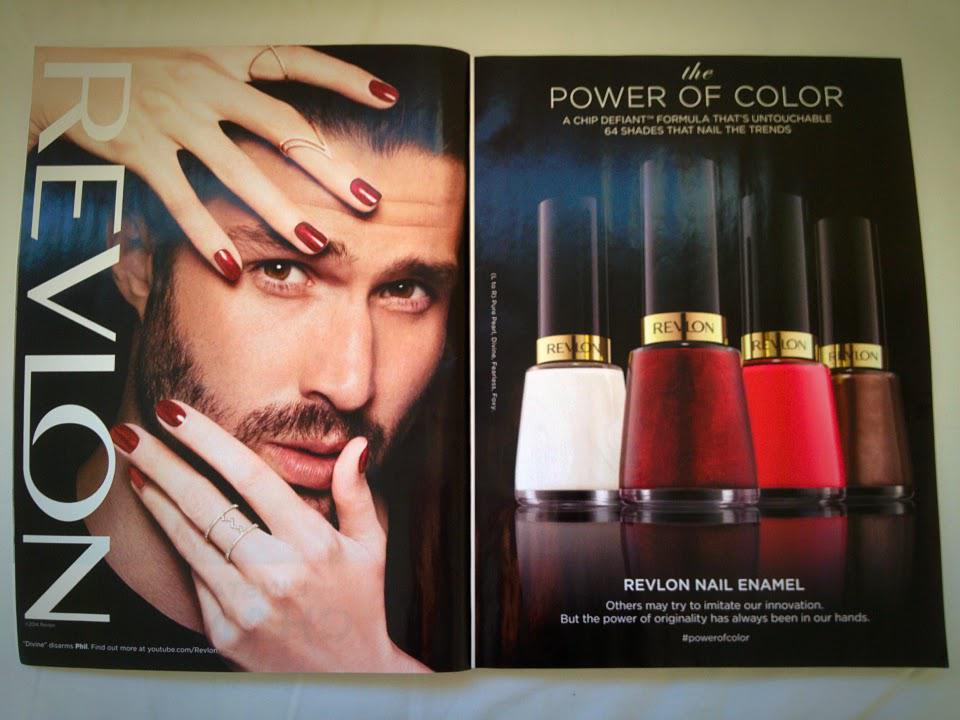 REVLON
©2014 Revlon
"Divine" disarms Phil. Find out more at youtube.com/Revlon
the
POWER OF COLOR
A CHIP DEFIANT™ FORMULA THAT'S UNTOUCHABLE
64 SHADES THAT NAIL THE TRENDS
(L to R) Pure Pearl, Divine, Fearless, Foxy.
REVLON
REVLON
REVLON
REVLON
REVLON NAIL ENAMEL
Others may try to imitate our innovation.
But the power of originality has always been in our hands.
#powerofcolor